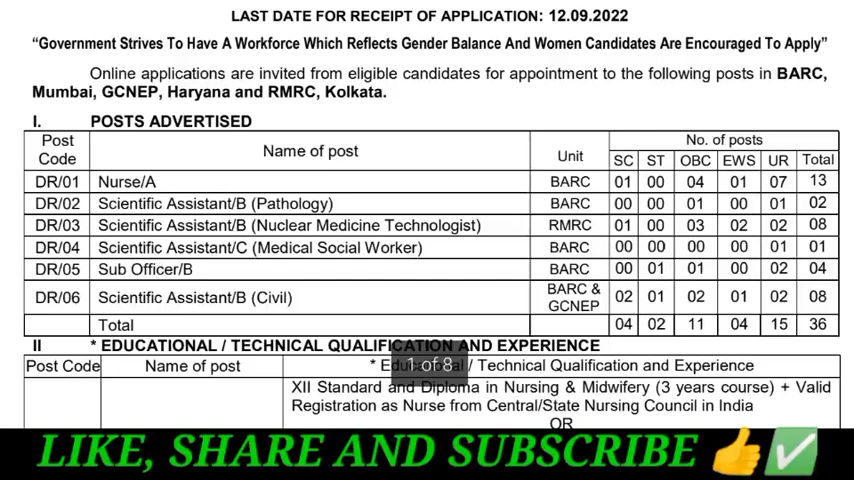 LAST DATE FOR RECEIPT OF APPLICATION: 12.09.2022
“Government Strives To Have A Workforce Which Reflects Gender Balance And Women Candidates Are Encouraged To Apply”
Online applications are invited from eligible candidates for appointment to the following posts in BARC,
Mumbai, GCNEP, Haryana and RMRC, Kolkata.
I. POSTS ADVERTISED
Post Code Name of post Unit No. of posts
SC ST OBC EWS UR Total
DR/01 Nurse/A BARC 01 00 04 01 07 13
DR/02 Scientific Assistant/B (Pathology) BARC 00 00 01 00 01 02
DR/03 Scientific Assistant/B (Nuclear Medicine Technologist) RMRC 01 00 03 02 02 08
DR/04 Scientific Assistant/C (Medical Social Worker) BARC 00 00 00 00 01 01
DR/05 Sub Officer/B BARC 00 01 01 00 02 04
DR/06 Scientific Assistant/B (Civil) BARC & GCNEP 02 01 02 01 02 08
Total 04 02 11 04 15 36
II * EDUCATIONAL / TECHNICAL QUALIFICATION AND EXPERIENCE
Post Code Name of post * Educational / Technical Qualification and Experience
1 of 8
XII Standard and Diploma in Nursing & Midwifery (3 years course) + Valid
Registration as Nurse from Central/State Nursing Council in India
OR
LIKE, SHARE AND SUBSCRIBE